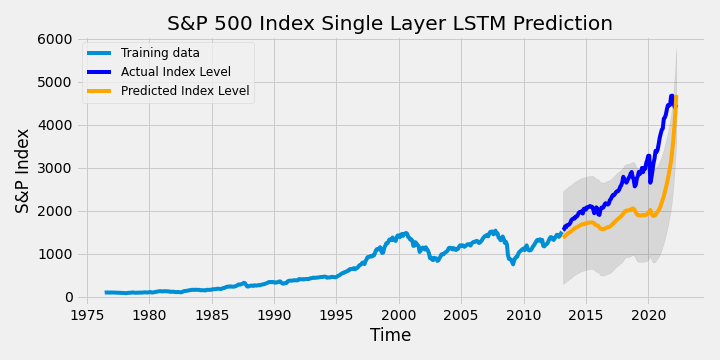 S&P 500 Index Single Layer LSTM Prediction
Training data
Actual Index Level
Predicted Index Level
S&P Index
6000
5000
4000
3000
2000
1000
0
1975 1980 1985 1990 1995 2000 2005 2010 2015 2020
Time